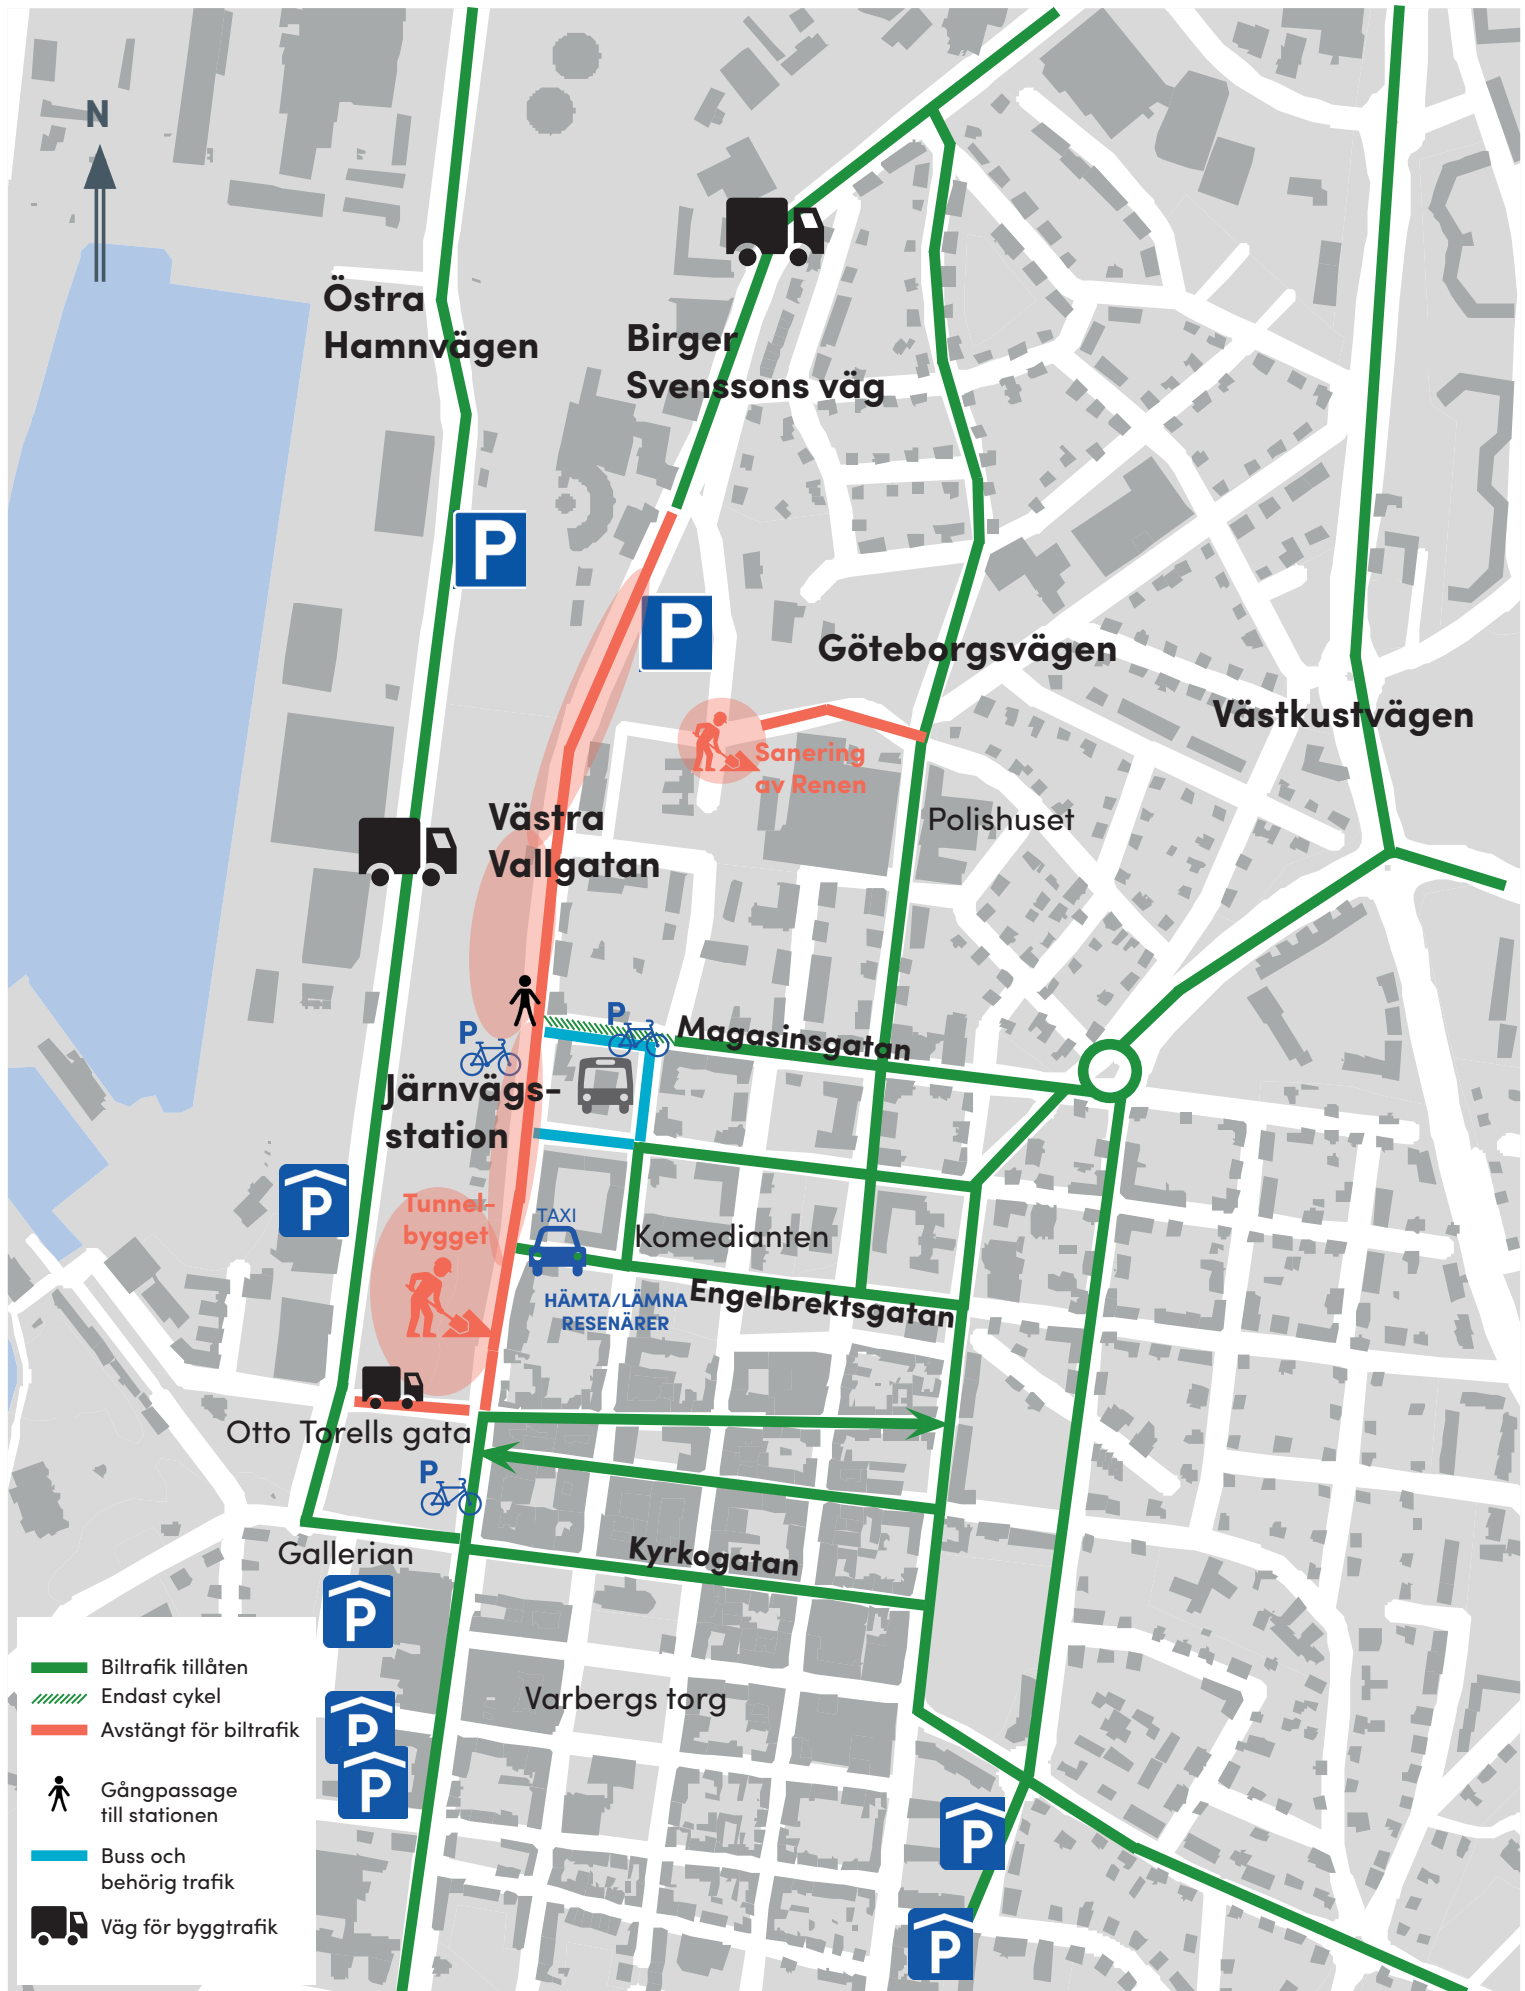 N
Östra
Hamnvägen
Birger
Svenssons väg
P
P
Göteborgsvägen
Västkustvägen
Sanering
av Renen
Polishuset
Västra
Vallgatan
P
P
Magasinsgatan
Järnvägs-
station
P
Tunnel-
bygget
TAXI
Komedianten
HÄMTA/LÄMNA
RESENÄRER
Engelbrektsgatan
Otto Torells gata
P
Gallerian
Kyrkogatan
P
Varbergs torg
P
P
P
P
Biltrafik tillåten
Endast cykel
Avstängt för biltrafik
Gångpassage
till stationen
Buss och
behörig trafik
Väg för byggtrafik